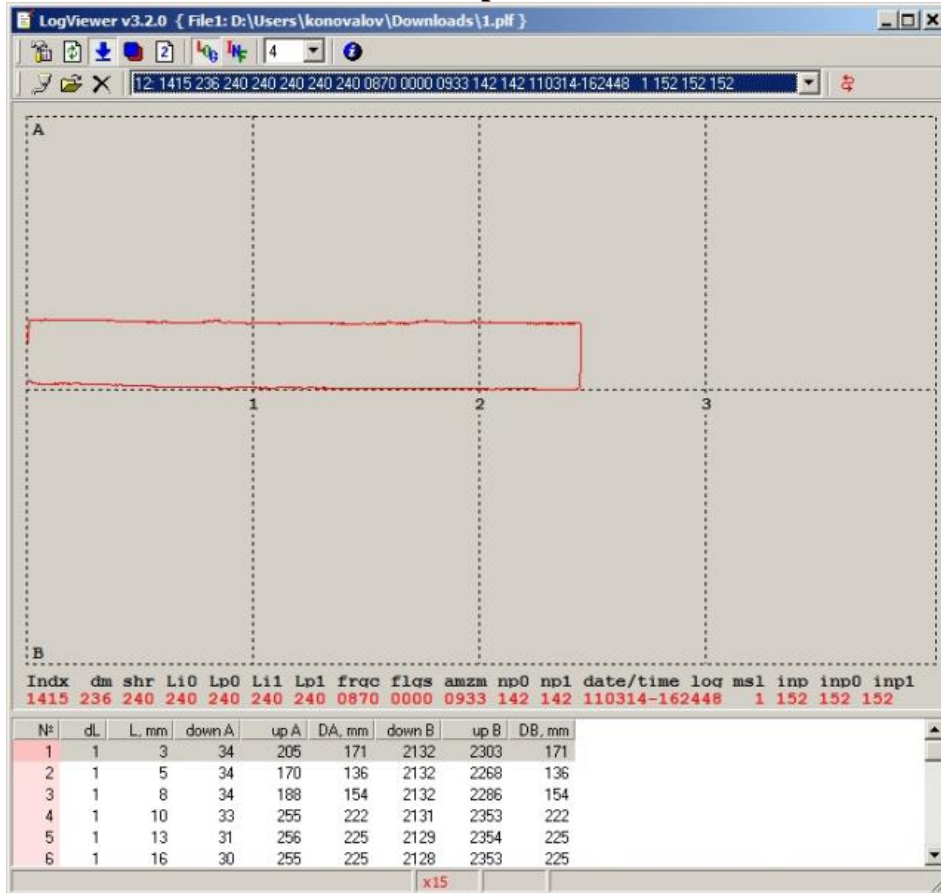 LogViewer v3.2.0 { File1: D:\Users\konovalov\Downloads\1.plf }
2 LOG INF 4
12: 1415 236 240 240 240 240 240 0870 0000 0933 142 142 110314-162448 1 152 152 152
A
1 2 3
B
Indx dm shr Li0 Lp0 Li1 Lp1 frqc flgs amzm np0 np1 date/time log msl inp inp0 inp1
1415 236 240 240 240 240 240 0870 0000 0933 142 142 110314-162448 1 152 152 152
№ dL L, mm down A up A DA, mm down B up B DB, mm
1 1 3 34 205 171 2132 2303 171
2 1 5 34 170 136 2132 2268 136
3 1 8 34 188 154 2132 2286 154
4 1 10 33 255 222 2131 2353 222
5 1 13 31 256 225 2129 2354 225
6 1 16 30 255 225 2128 2353 225
x15